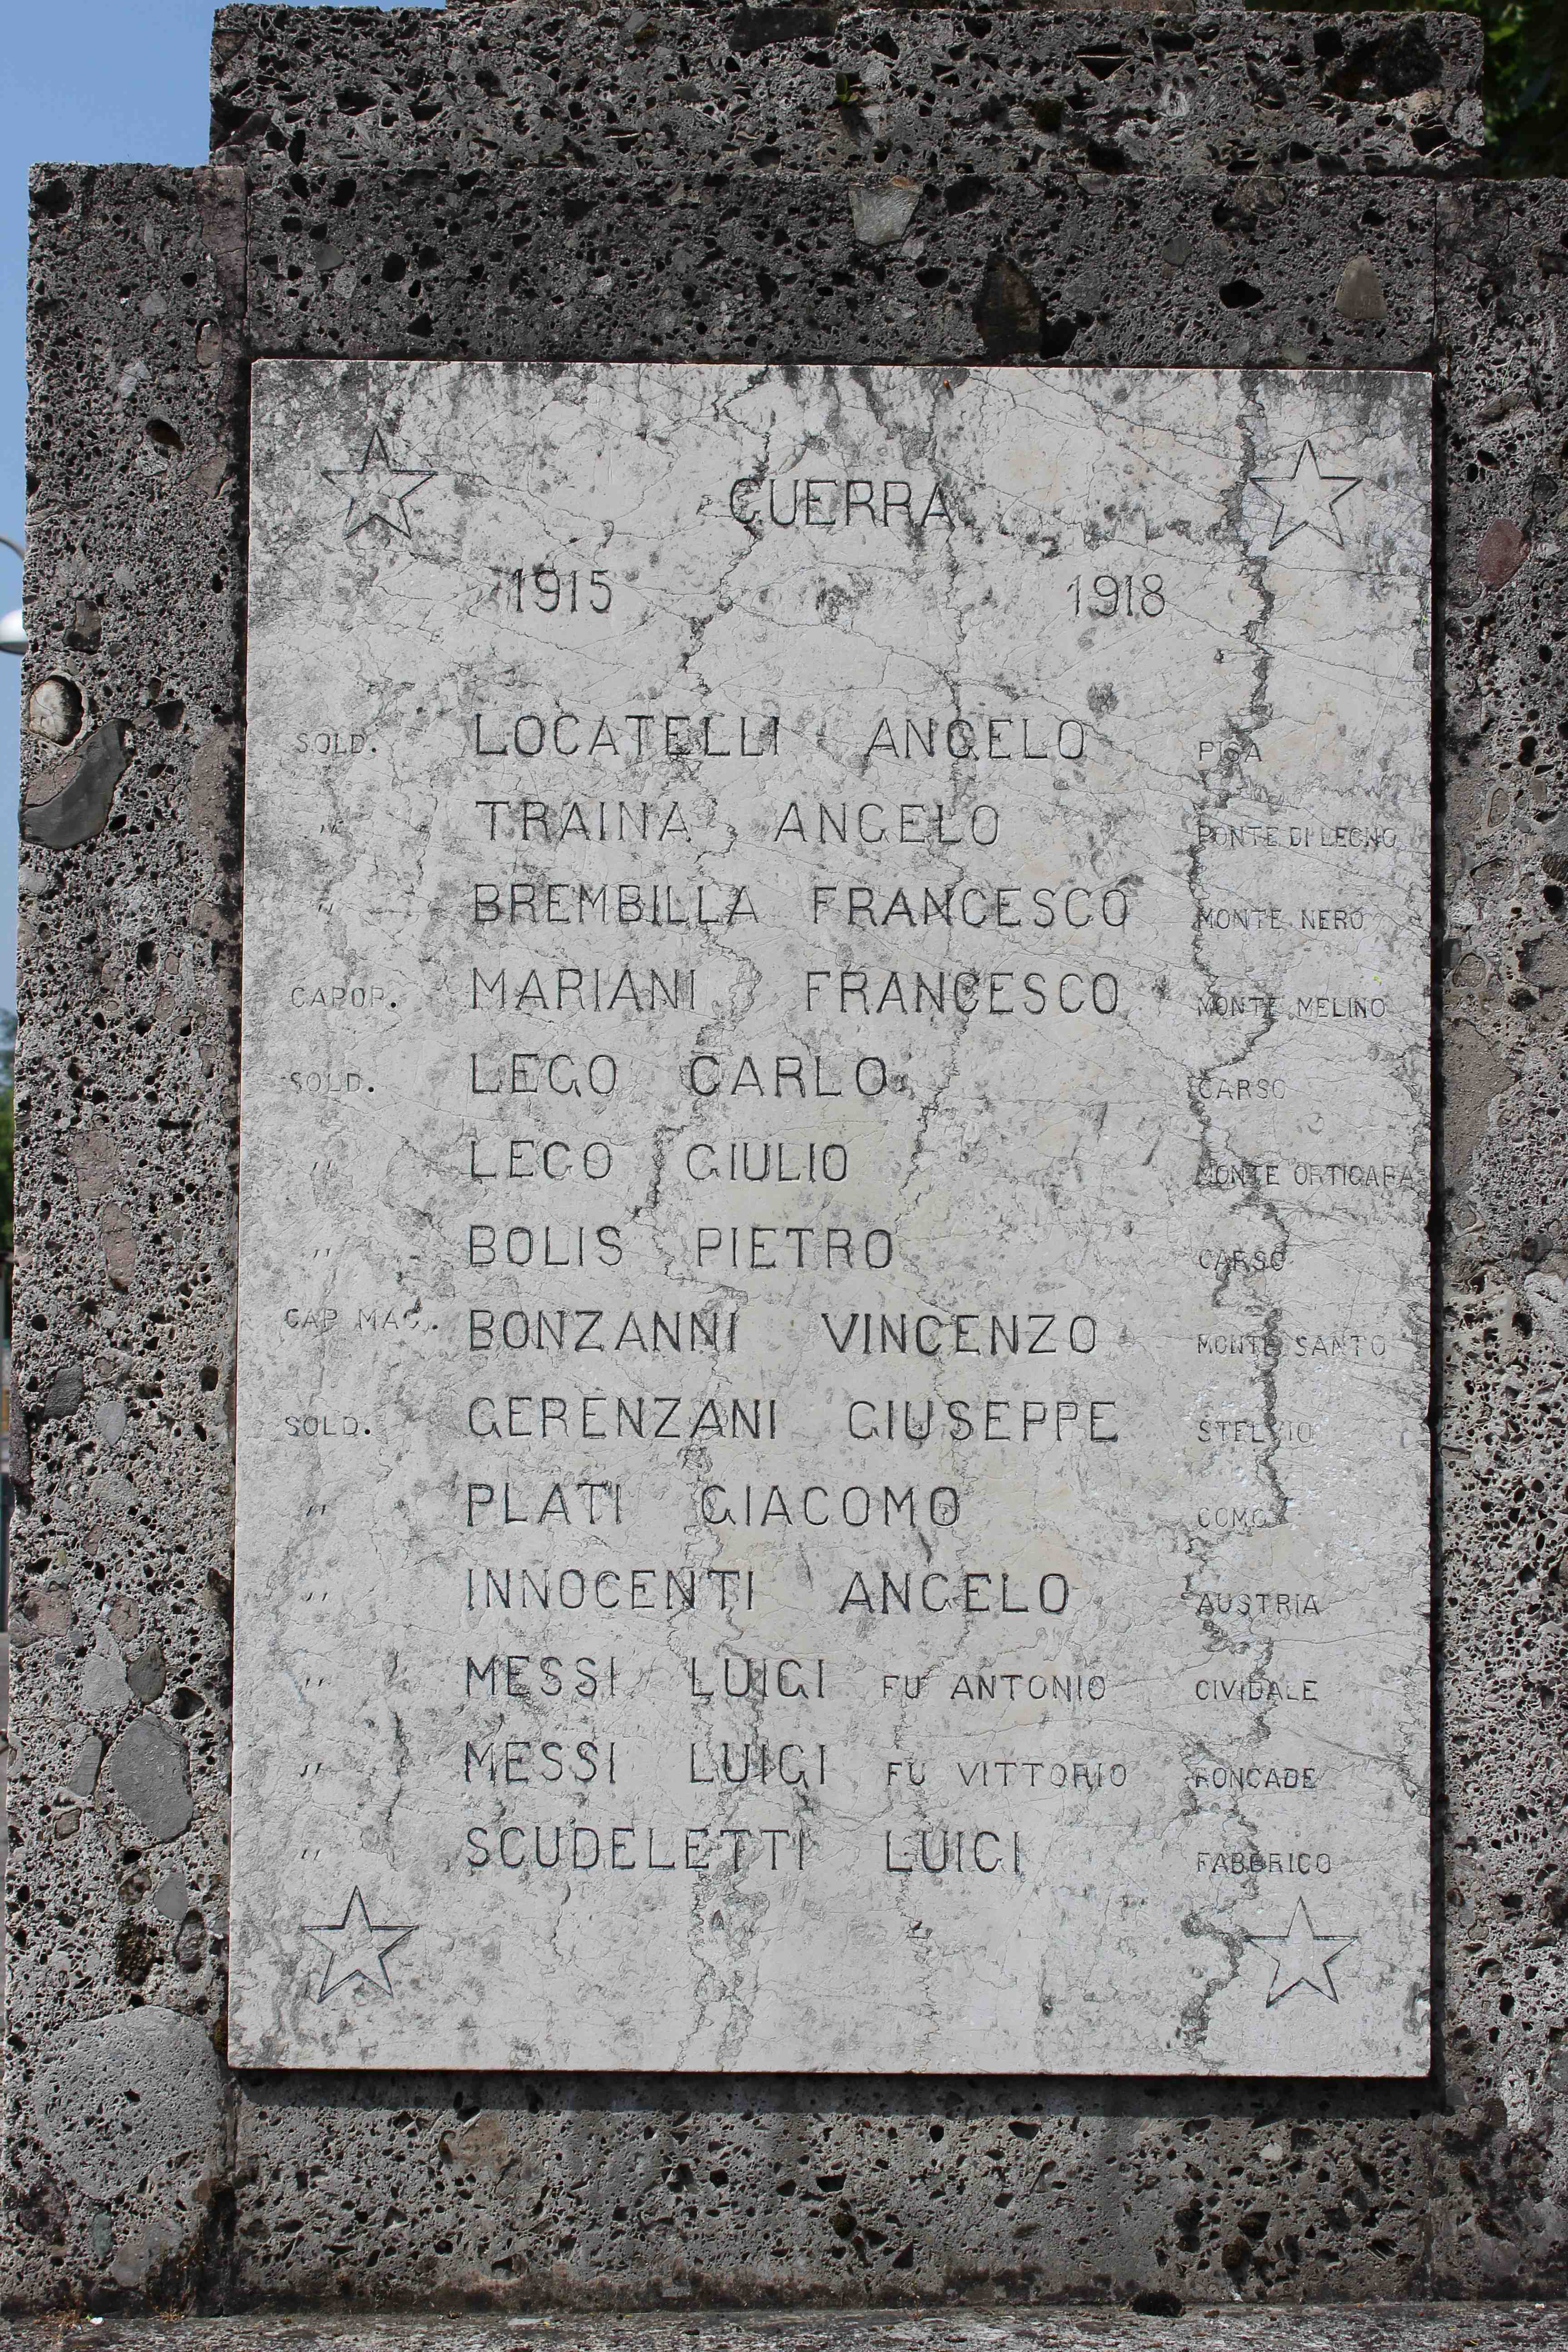 GUERRA
1915 1918
SOLD. LOCATELLI ANGELO PISA
" TRAINA ANGELO PONTE DI LEGNO
" BREMBILLA FRANCESCO MONTE NERO
CAPOR. MARIANI FRANCESCO MONTE MELINO
SOLD. LEGO CARLO CARSO
" LEGO GIULIO MONTE ORTIGARA
" BOLIS PIETRO CARSO
CAP. MAG. BONZANNI VINCENZO MONTE SANTO
SOLD. GERENZANI GIUSEPPE STELVIO
" PLATI GIACOMO COMO
" INNOCENTI ANGELO AUSTRIA
" MESSI LUIGI FU ANTONIO CIVIDALE
" MESSI LUIGI FU VITTORIO RONCADE
" SCUDELETTI LUIGI FABBRICO